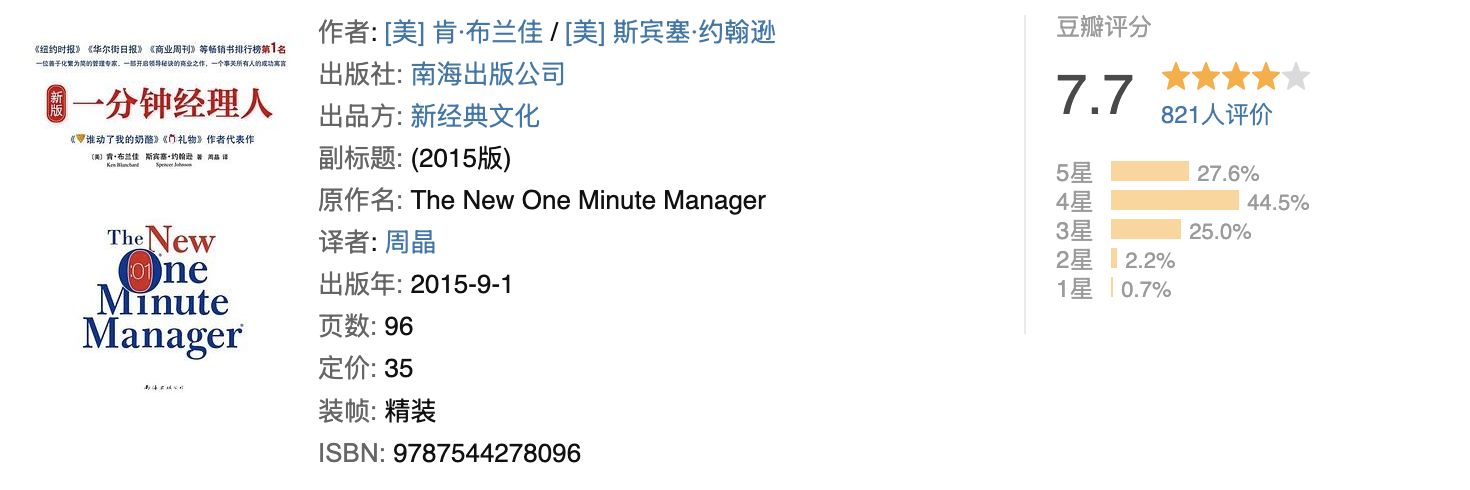 《纽约时报》《华尔街日报》《商业周刊》等畅销书排行榜第1名
一位善于化繁为简的管理专家,一部开启领导秘诀的商业之作,一个事关所有人的成功寓言
新版
一分钟经理人
《谁动了我的奶酪》《礼物》作者代表作
〔美〕肯·布兰佳 斯宾塞·约翰逊 著 周晶 译
Ken Blanchard Spencer Johnson
The New
One
Minute
Manager
南海出版公司
作者: [美] 肯·布兰佳 / [美] 斯宾塞·约翰逊
出版社: 南海出版公司
出品方: 新经典文化
副标题: (2015版)
原作名: The New One Minute Manager
译者: 周晶
出版年: 2015-9-1
页数: 96
定价: 35
装帧: 精装
ISBN: 9787544278096
豆瓣评分
7.7
821人评价
5星 27.6%
4星 44.5%
3星 25.0%
2星 2.2%
1星 0.7%